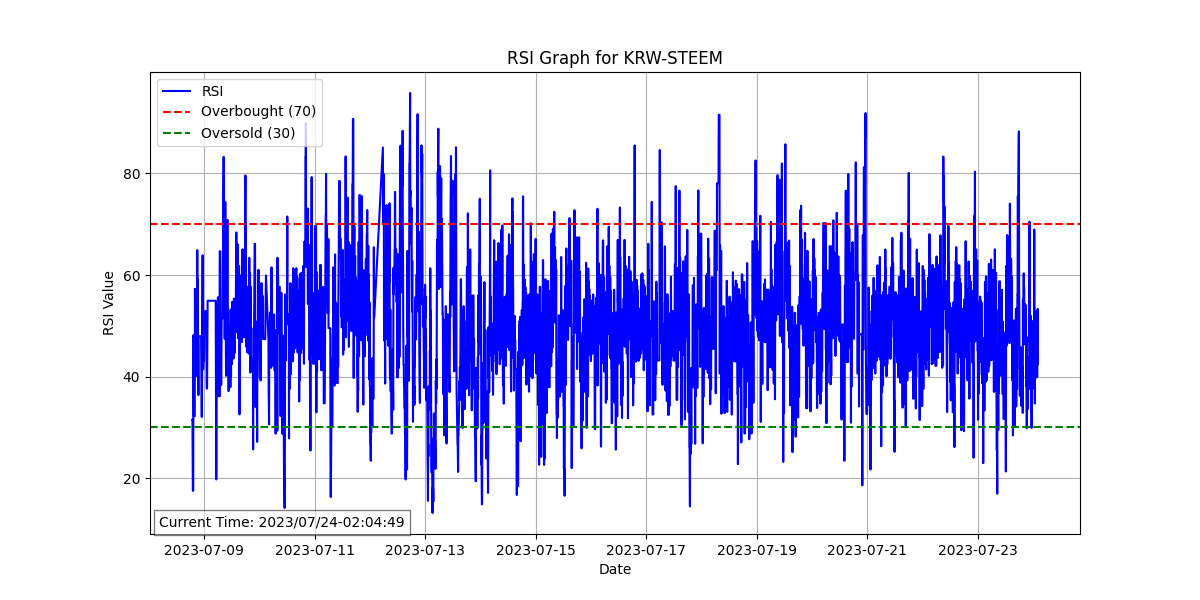 RSI Graph for KRW-STEEM
RSI
Overbought (70)
Oversold (30)
80
60
40
20
RSI Value
Current Time: 2023/07/24-02:04:49
2023-07-09 2023-07-11 2023-07-13 2023-07-15 2023-07-17 2023-07-19 2023-07-21 2023-07-23
Date